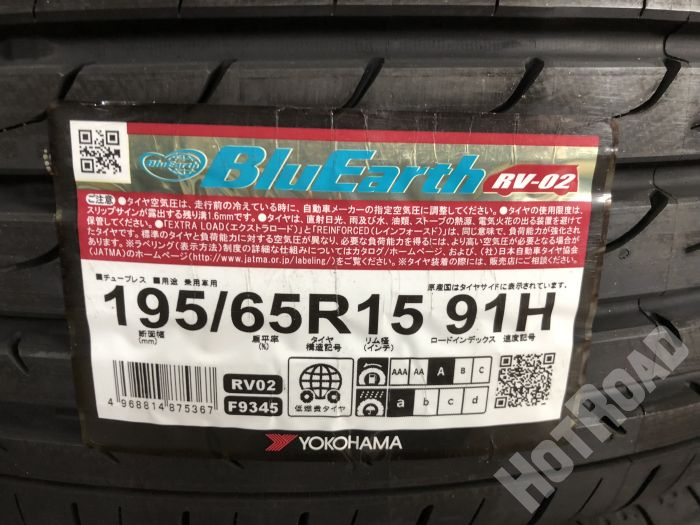 BluEarth
BluEarth RV-02
ご注意 ●タイヤ空気圧は、走行前の冷えている時に、自動車メーカーの指定空気圧に調整してください。●タイヤの使用限度は、
スリップサインが露出する残り溝1.6mmです。●タイヤは、直射日光、雨及び水、油類、ストーブの熱源、電気火花の出る装置を避けて
保管してください。●「EXTRA LOAD(エクストラロード)」と「REINFORCED(レインフォースド)」は、同じ意味で、負荷能力が強化され
たタイヤです。標準のタイヤと負荷能力に対する空気圧が異なり、必要な負荷能力を得るには、より高い空気圧が必要となる場合が
あります。※ラベリング(表示方法)制度の詳細な仕組みについてはカタログ/ホームページ、および、(社)日本自動車タイヤ協会
(JATMA)のホームページ(http://www.jatma.or.jp/labeling/)をご覧ください。※タイヤ装着の際には、販売店にご相談ください。
■チューブレス ■用途 乗用車用 原産国はタイヤサイドに表示されています。
195/65R15 91H
断面幅 (mm) 扁平率 (%) タイヤ構造記号 リム径 (インチ) ロードインデックス 速度記号
RV02
F9345
4 968814 875367
低燃費タイヤ
AAA AA A B C
a b c d
YOKOHAMA
HOTROAD